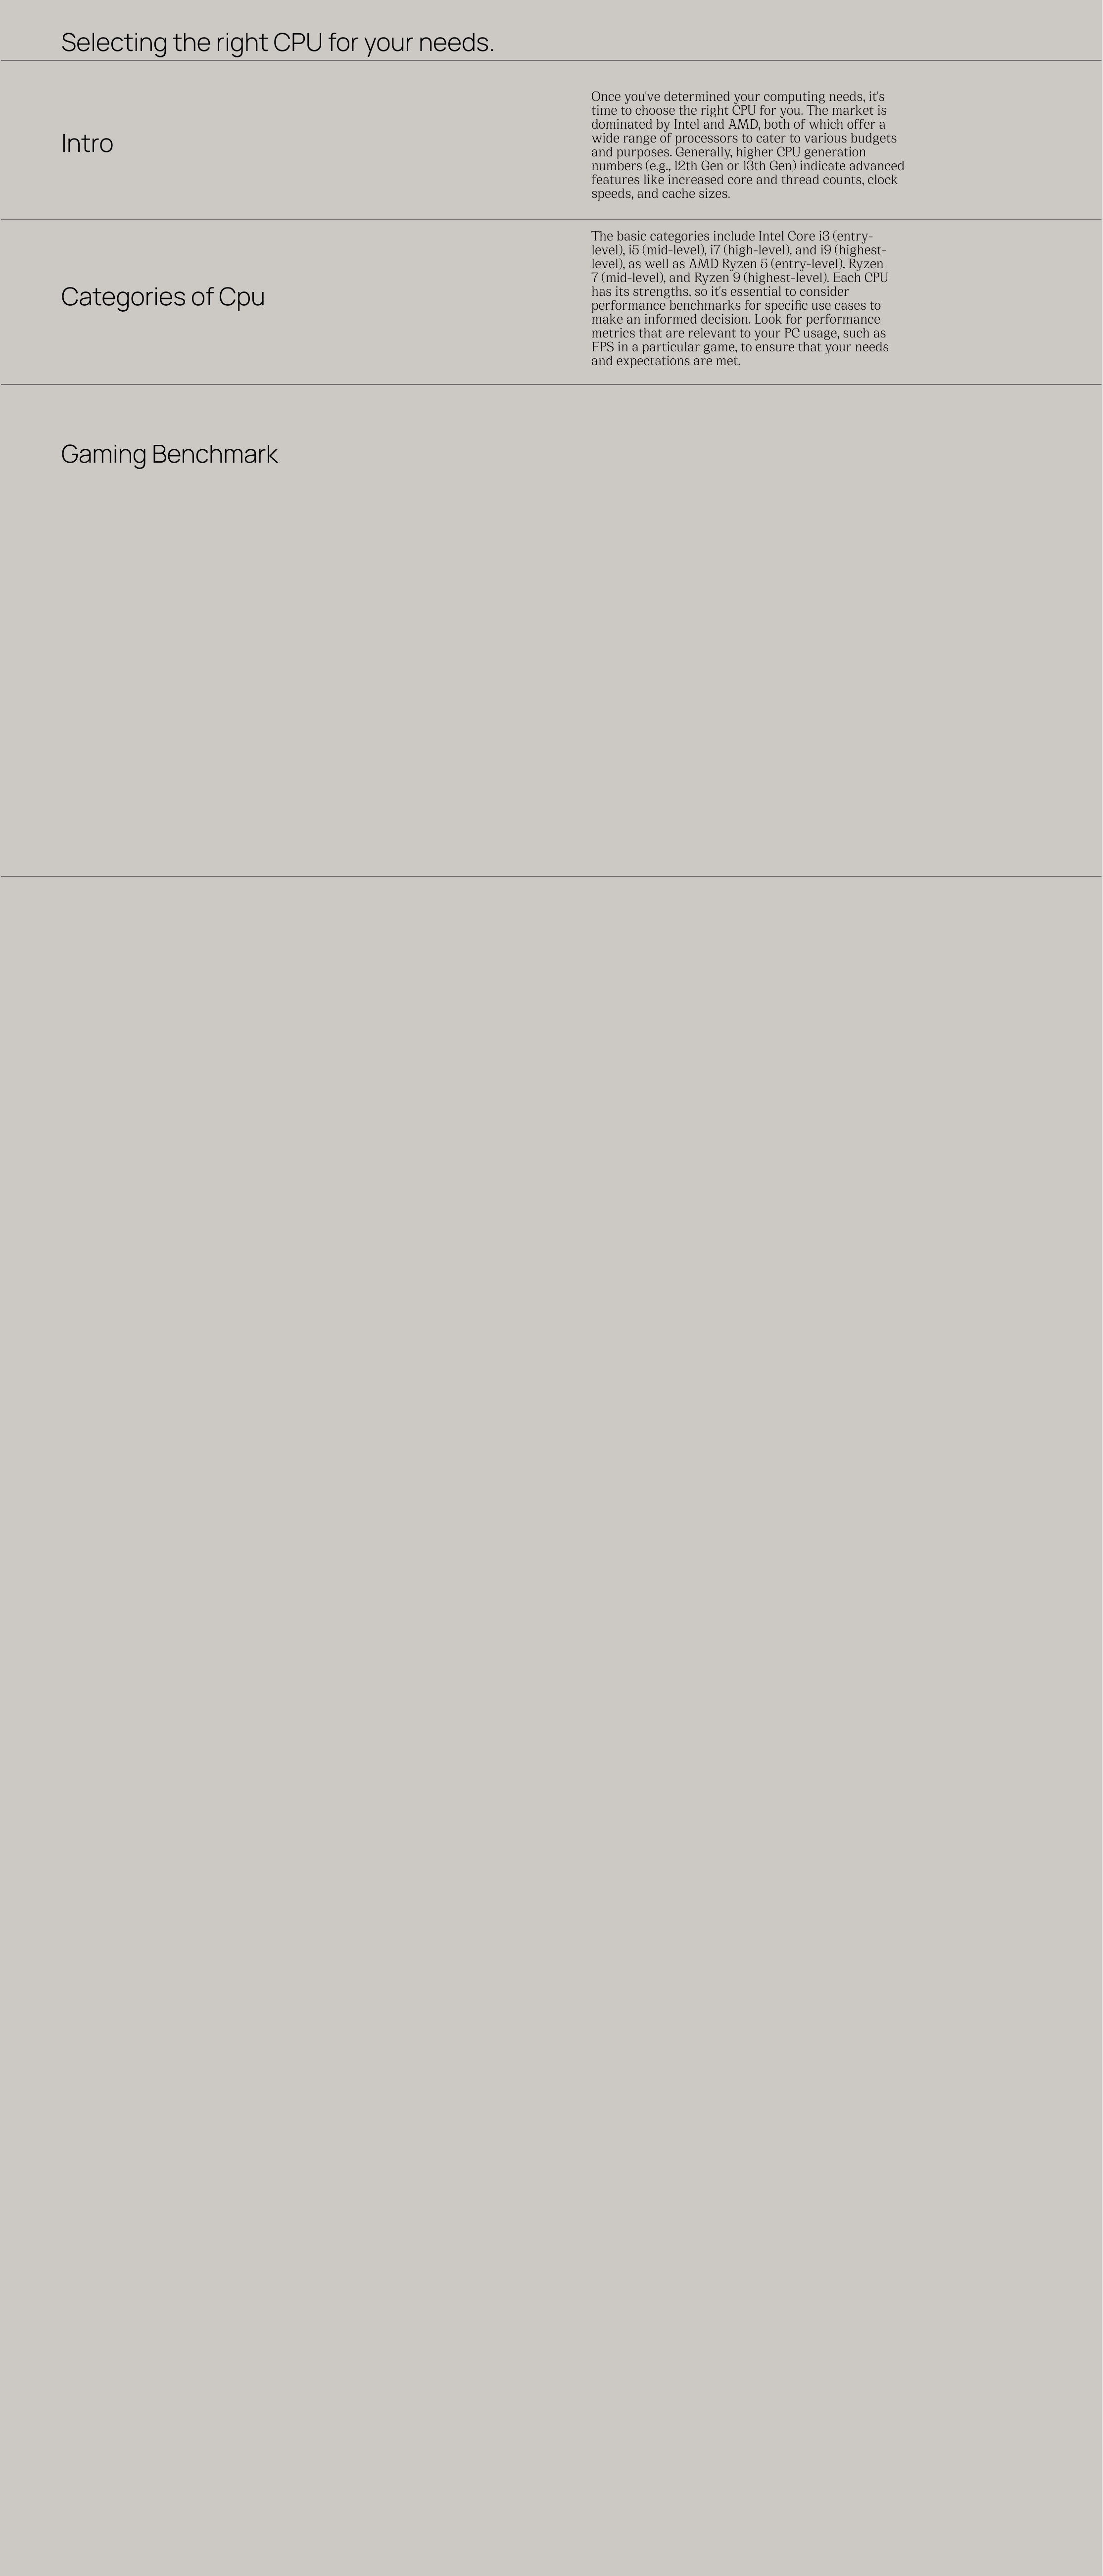 Selecting the right CPU for your needs.
Intro
Once you've determined your computing needs, it's
time to choose the right CPU for you. The market is
dominated by Intel and AMD, both of which offer a
wide range of processors to cater to various budgets
and purposes. Generally, higher CPU generation
numbers (e.g., 12th Gen or 13th Gen) indicate advanced
features like increased core and thread counts, clock
speeds, and cache sizes.
Categories of Cpu
The basic categories include Intel Core i3 (entry-
level), i5 (mid-level), i7 (high-level), and i9 (highest-
level), as well as AMD Ryzen 5 (entry-level), Ryzen
7 (mid-level), and Ryzen 9 (highest-level). Each CPU
has its strengths, so it's essential to consider
performance benchmarks for specific use cases to
make an informed decision. Look for performance
metrics that are relevant to your PC usage, such as
FPS in a particular game, to ensure that your needs
and expectations are met.
Gaming Benchmark